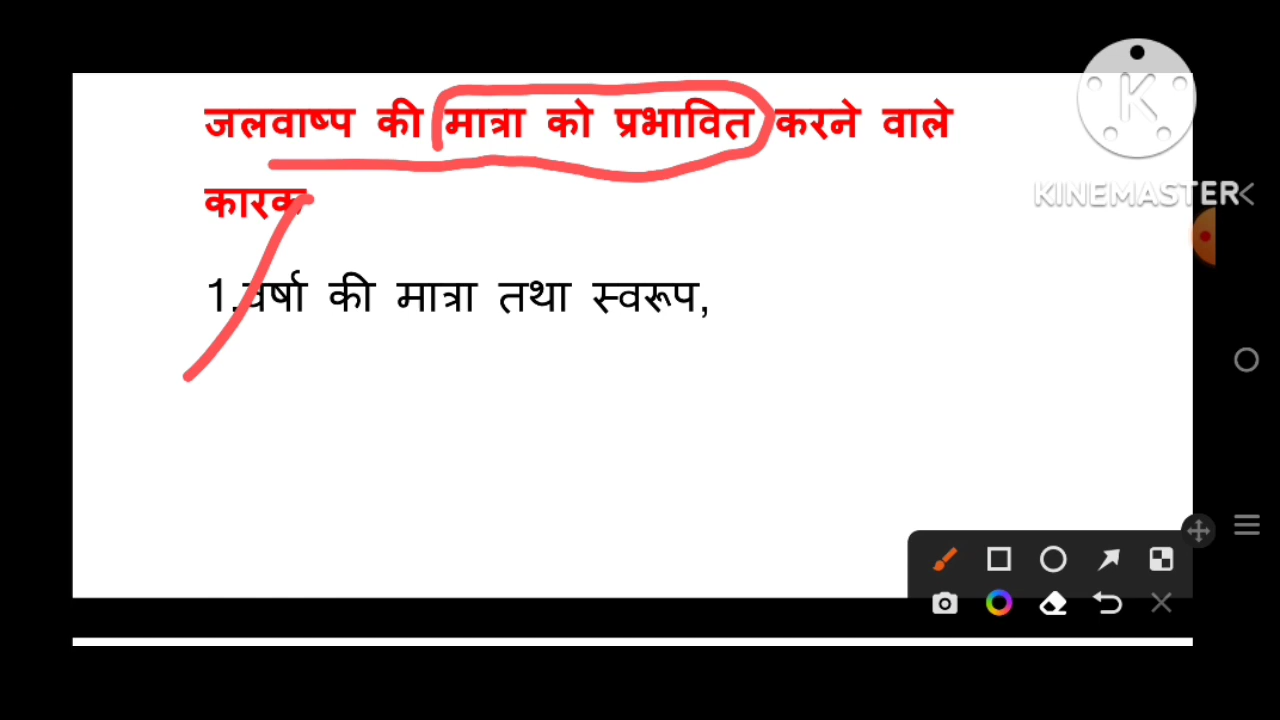 जलवाष्प की मात्रा को प्रभावित करने वाले
कारक
1.वर्षा की मात्रा तथा स्वरूप,
K
KINEMASTER